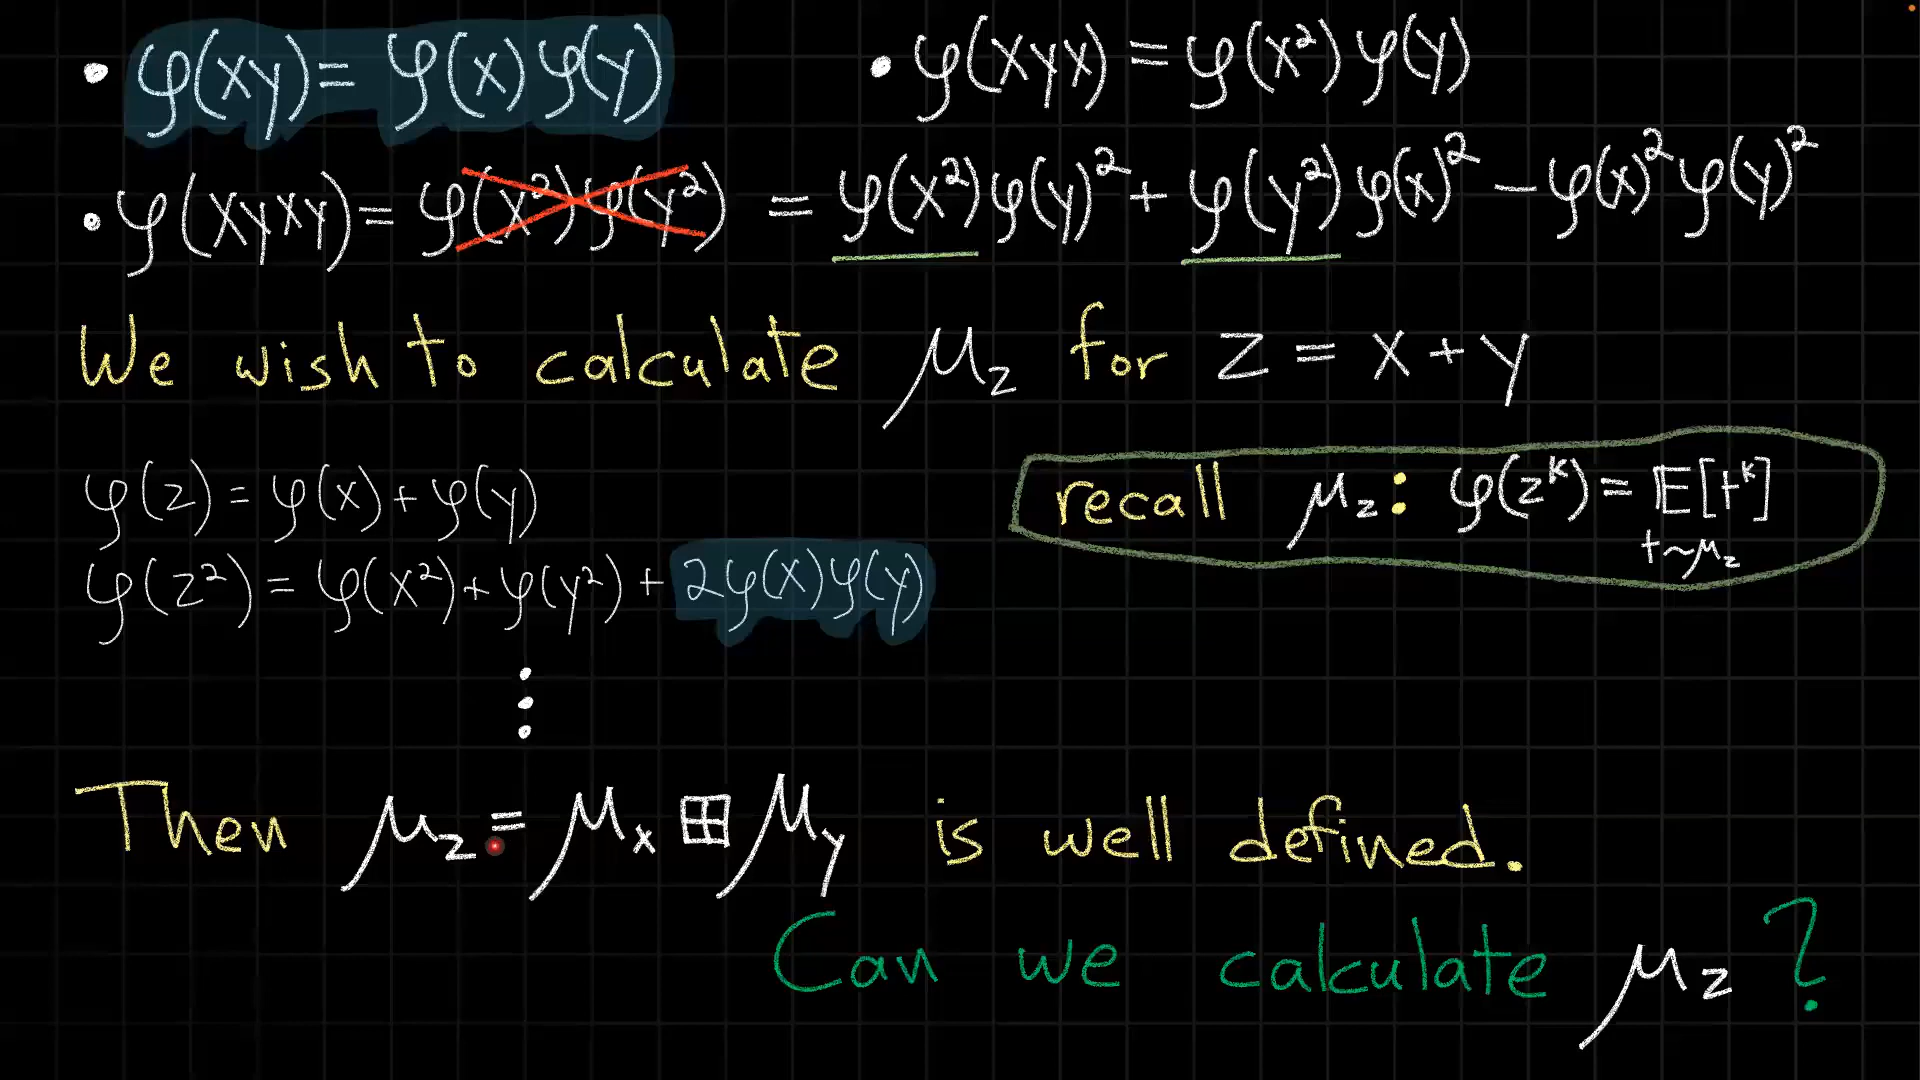 • φ(xy) = φ(x)φ(y)
• φ(xyx) = φ(x²)φ(y)
• φ(xyxy) = φ(x²)φ(y²) = φ(x²)φ(y)² + φ(y²)φ(x)² − φ(x)²φ(y)²
We wish to calculate μ_z for z = x + y
φ(z) = φ(x) + φ(y)
recall μ_z : φ(z^k) = 𝔼[t^k]
t~μ_z
φ(z²) = φ(x²) + φ(y²) + 2φ(x)φ(y)
⋮
Then μ_z = μ_x ⊞ μ_y is well defined.
Can we calculate μ_z ?